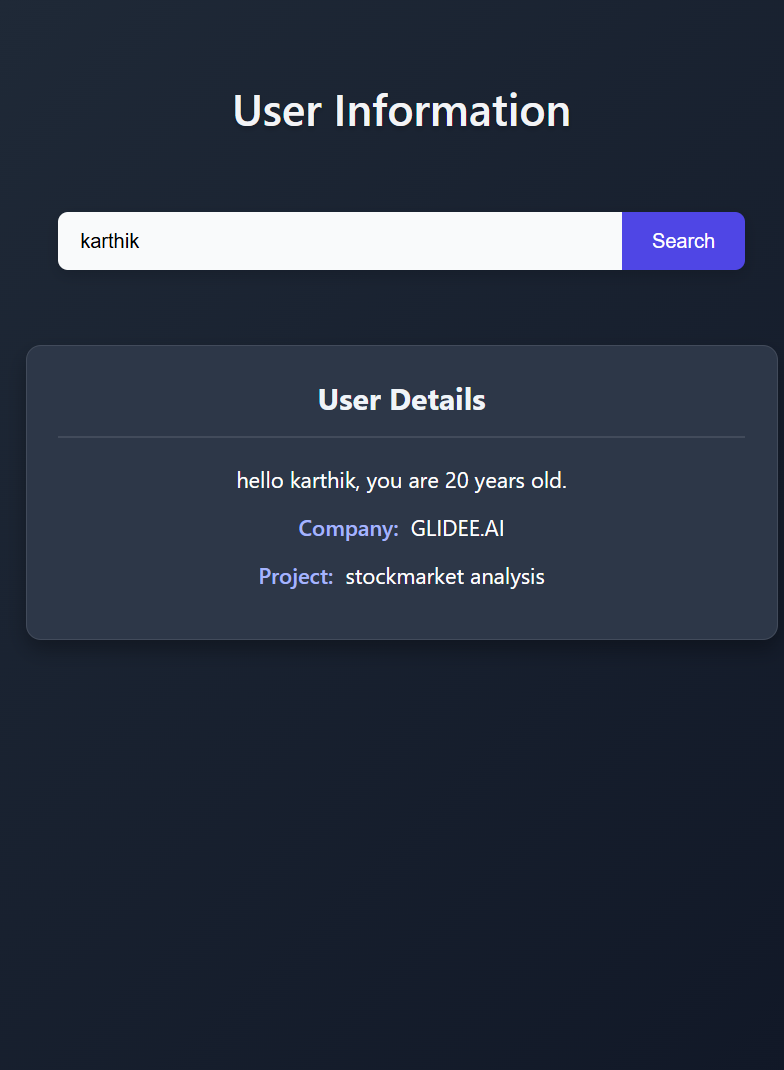 User Information
karthik
Search
User Details
hello karthik, you are 20 years old.
Company: GLIDEE.AI
Project: stockmarket analysis